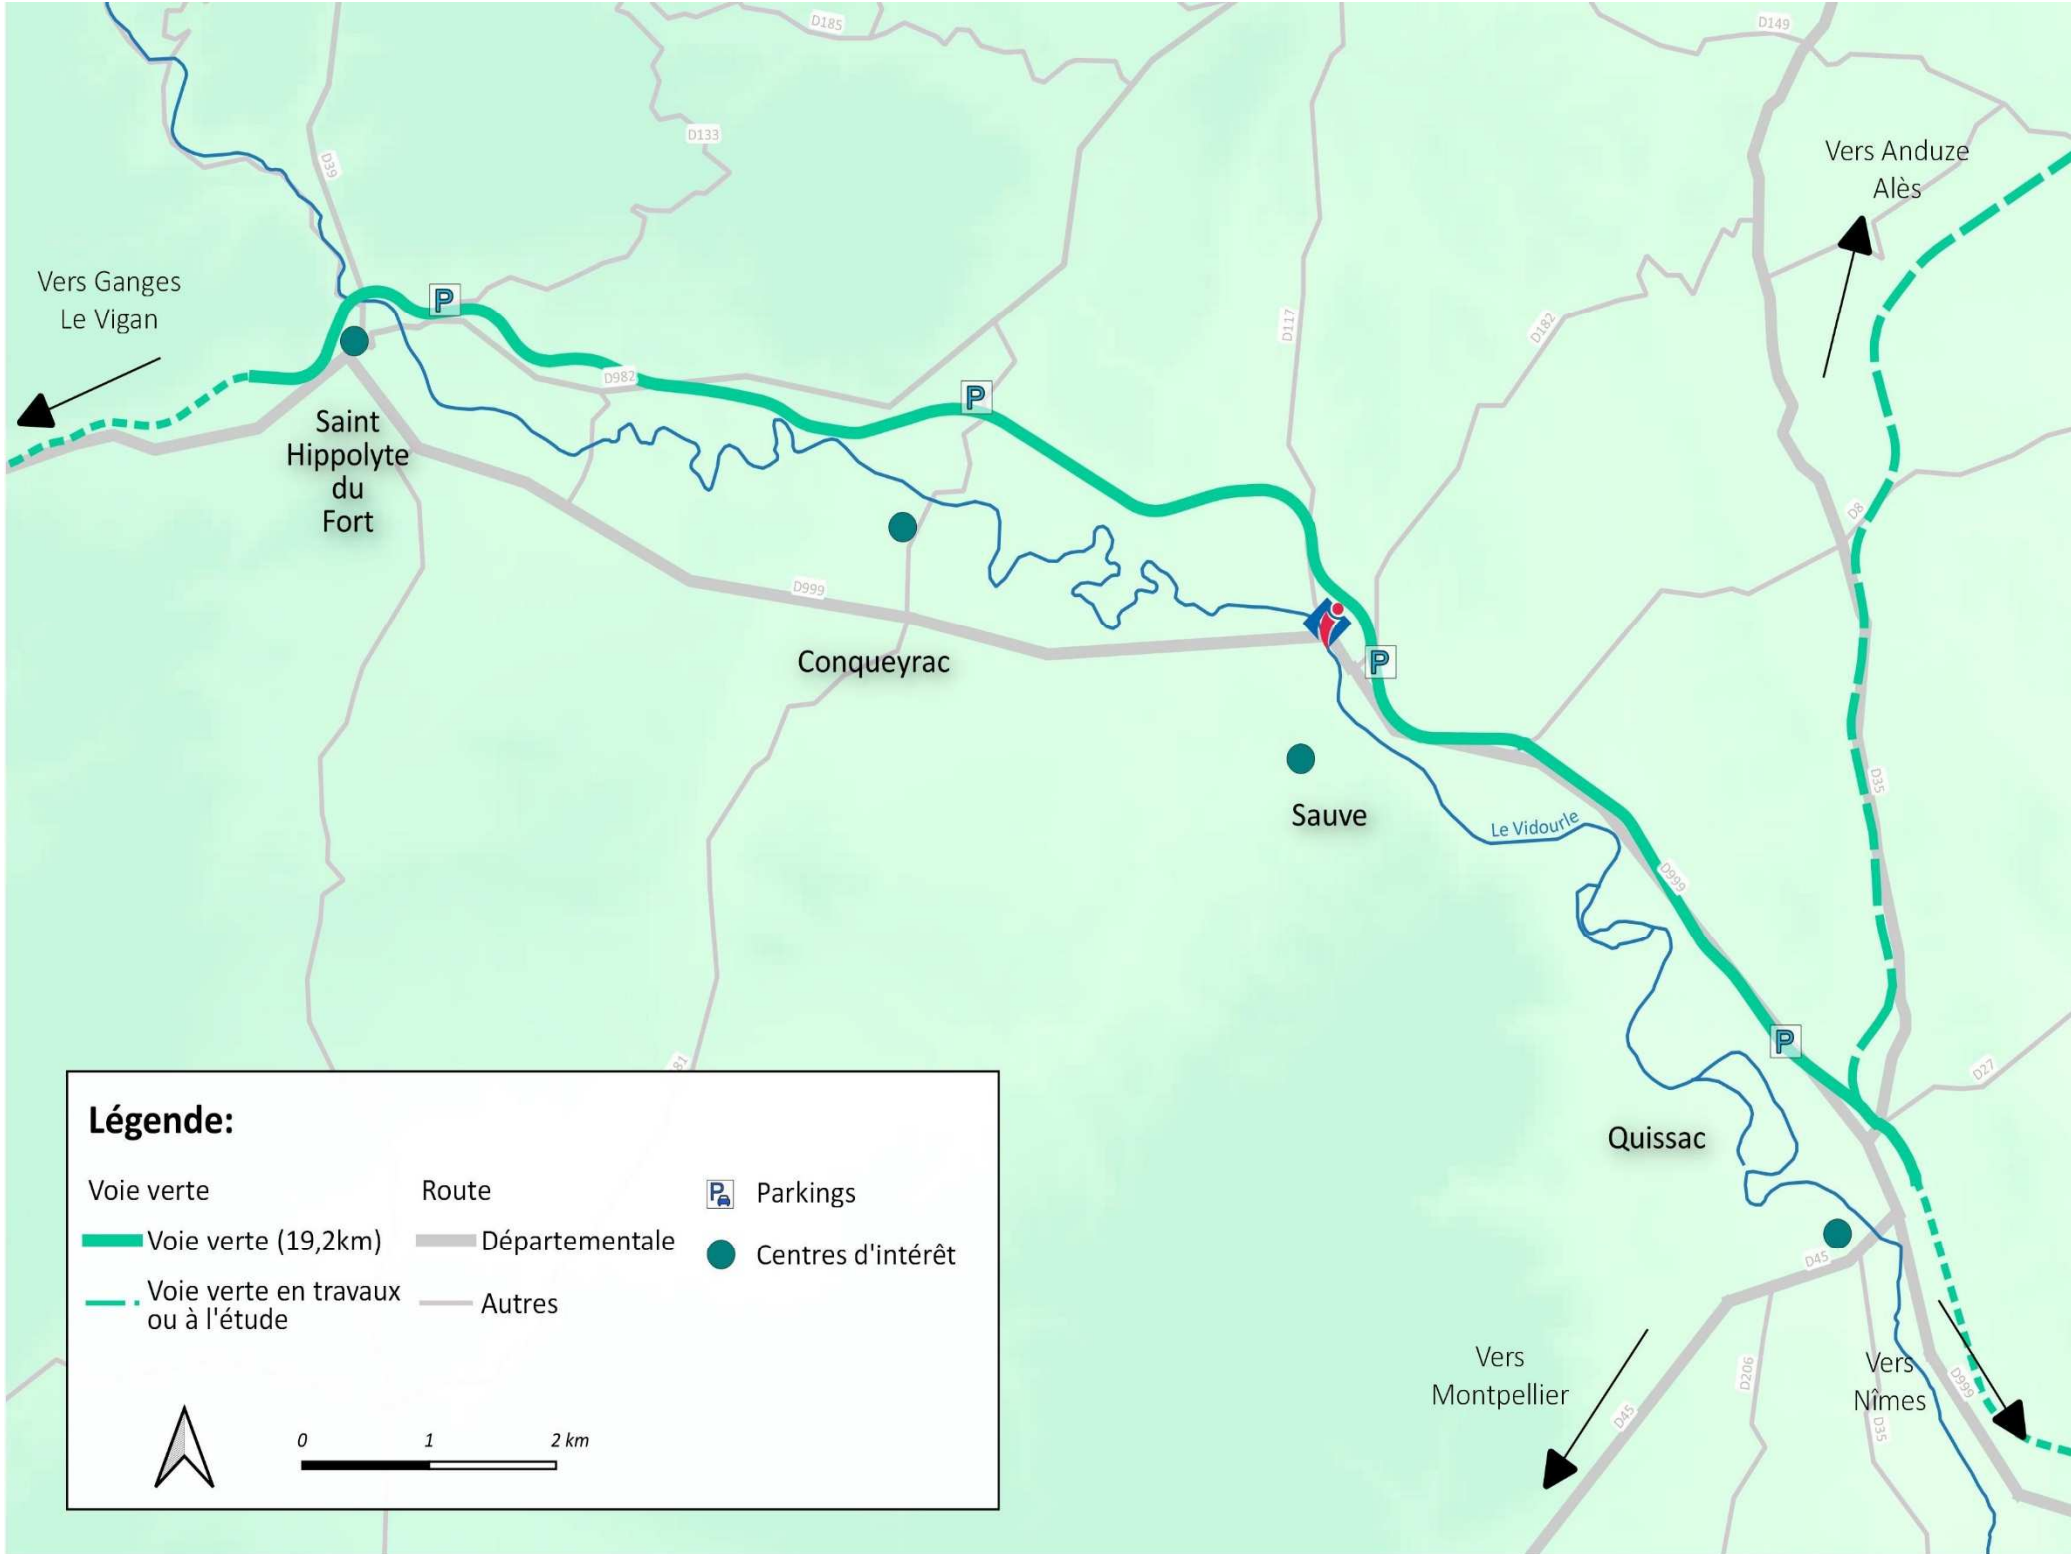 D185
D149
D133
D39
Vers Anduze
Alès
Vers Ganges
Le Vigan
P
D117
D182
D982
P
Saint
Hippolyte
du
Fort
D8
D999
Conqueyrac
P
D35
Sauve
Le Vidourle
D999
P
81
D27
Quissac
Légende:
Voie verte
Voie verte (19,2km)
Voie verte en travaux
ou à l'étude
Route
Départementale
Autres
P Parkings
Centres d'intérêt
0 1 2 km
D45
Vers
Montpellier
D206
Vers
Nîmes
D999
D45
D35